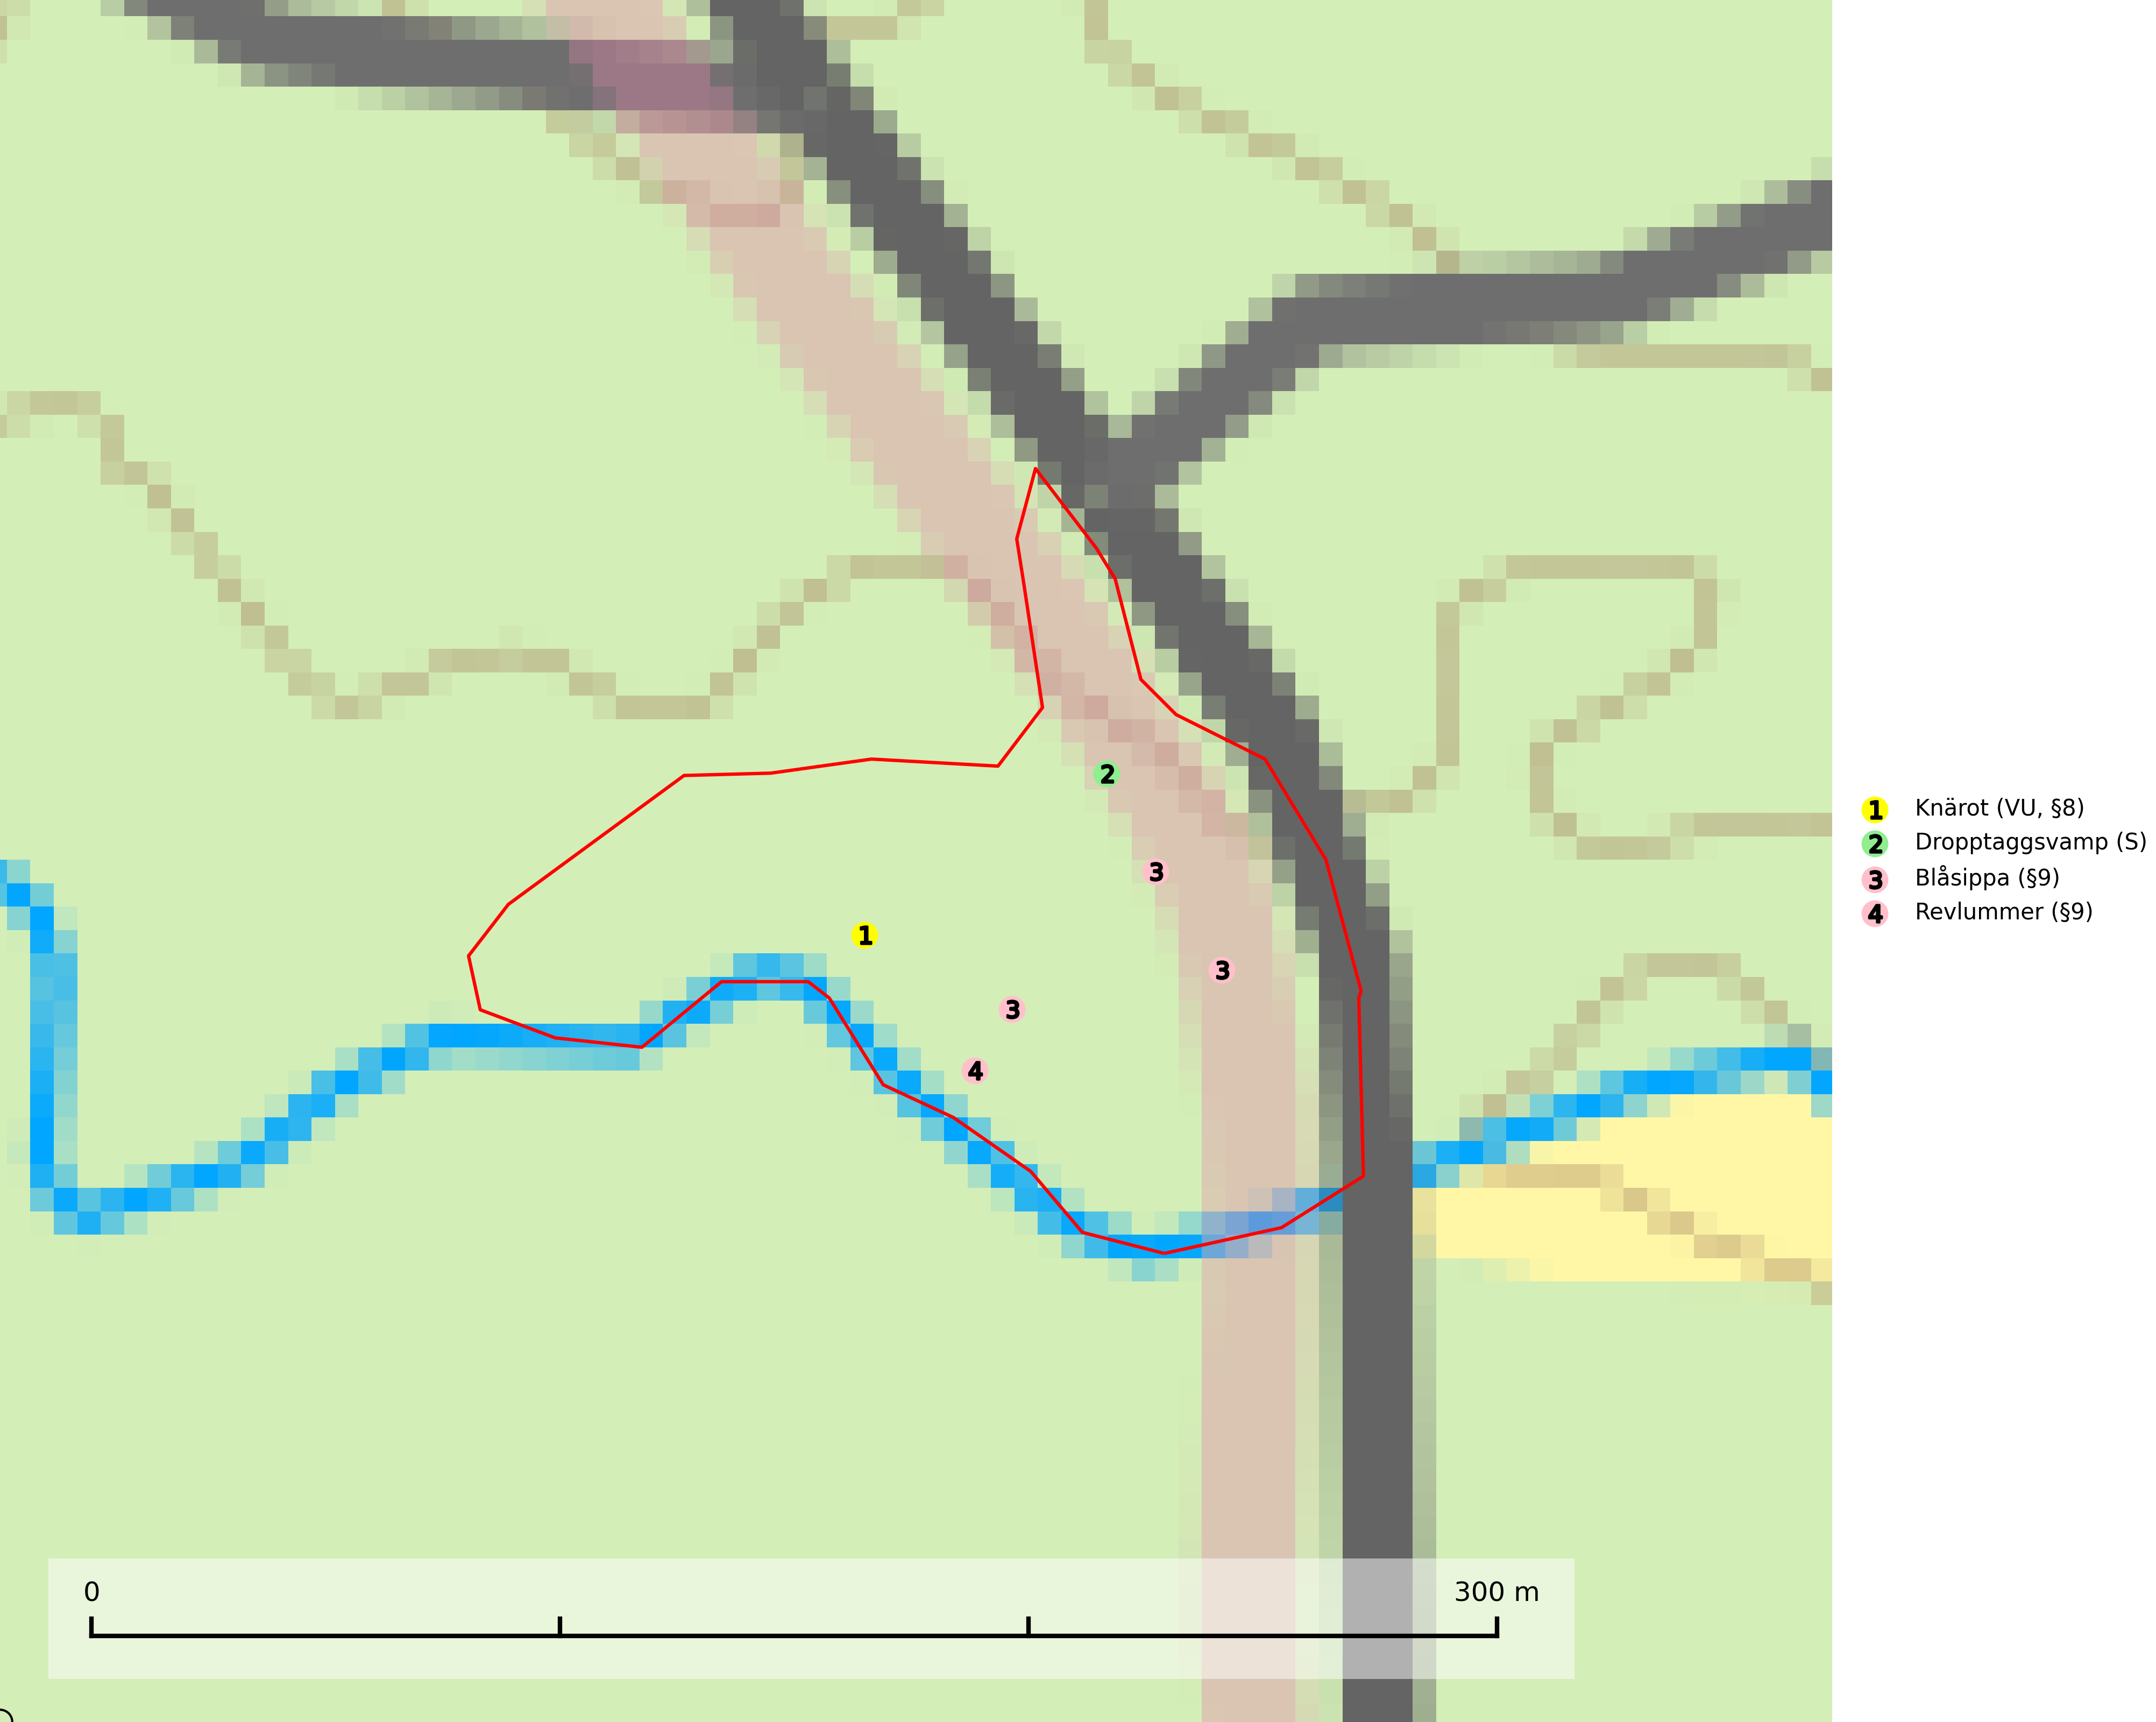 2
3
1
3
3
4
1 Knärot (VU, §8)
2 Dropptaggsvamp (S)
3 Blåsippa (§9)
4 Revlummer (§9)
0 300 m